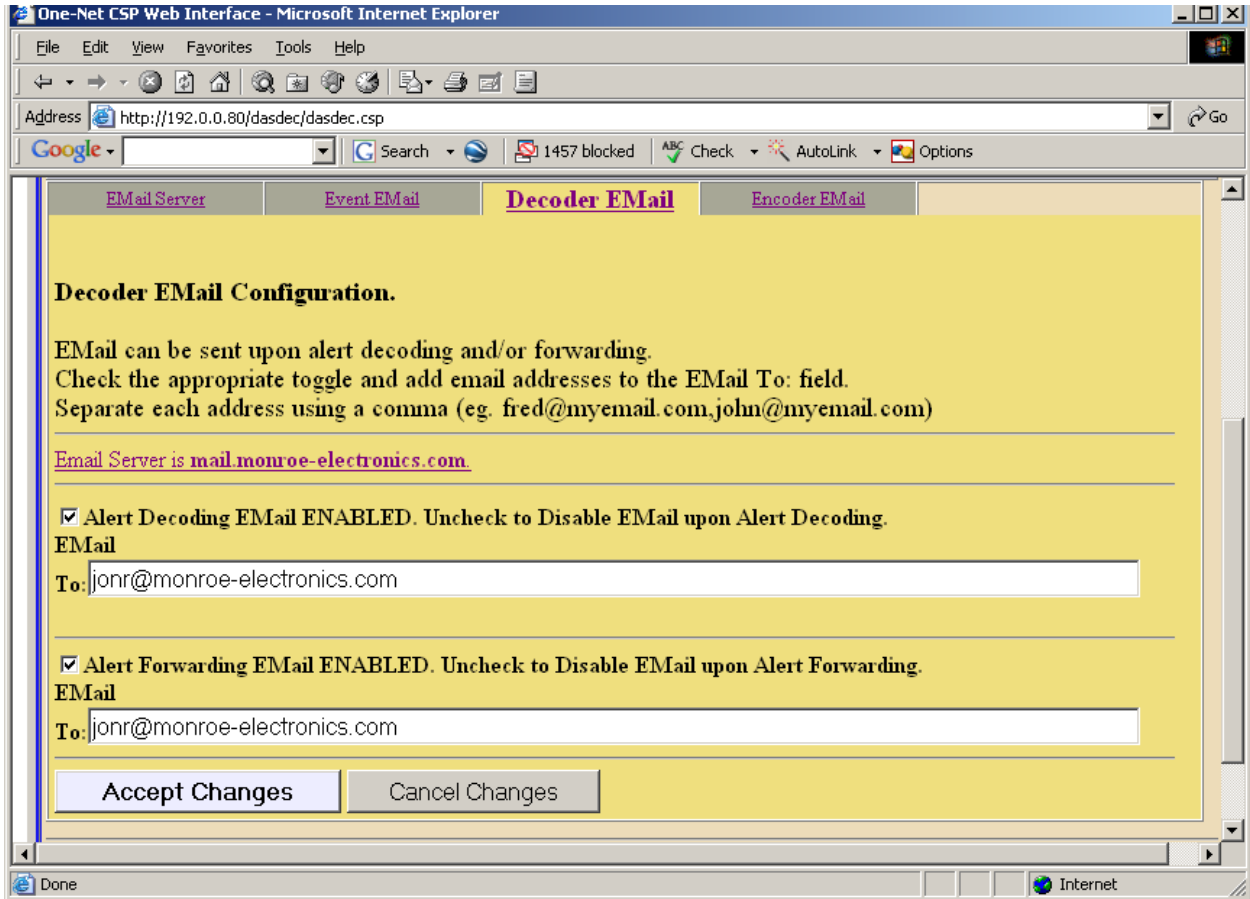 One-Net CSP Web Interface - Microsoft Internet Explorer
File Edit View Favorites Tools Help
Address http://192.0.0.80/dasdec/dasdec.csp Go
Google Search 1457 blocked ABC Check AutoLink Options
EMail Server Event EMail Decoder EMail Encoder EMail
Decoder EMail Configuration.
EMail can be sent upon alert decoding and/or forwarding.
Check the appropriate toggle and add email addresses to the EMail To: field.
Separate each address using a comma (eg. fred@myemail.com,john@myemail.com)
Email Server is mail.monroe-electronics.com.
Alert Decoding EMail ENABLED. Uncheck to Disable EMail upon Alert Decoding.
EMail
To: jonr@monroe-electronics.com
Alert Forwarding EMail ENABLED. Uncheck to Disable EMail upon Alert Forwarding.
EMail
To: jonr@monroe-electronics.com
Accept Changes Cancel Changes
Done Internet